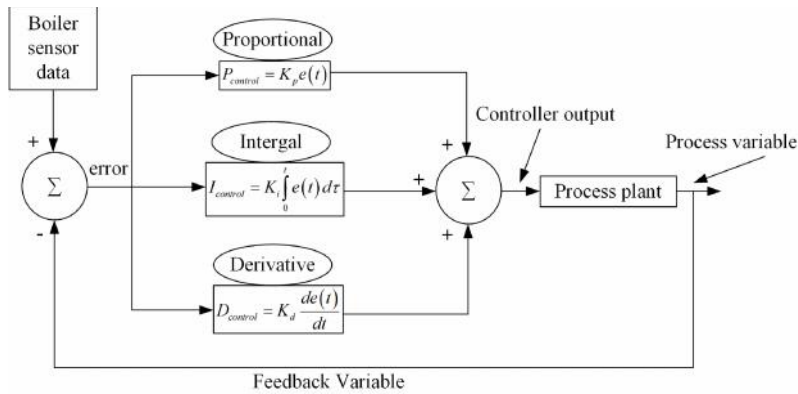 Boiler
sensor
data
Proportional
P_control = K_p e(t)
+
Σ
-
error
Intergal
I_control = K_i ∫_0^t e(t) dτ
Derivative
D_control = K_d de(t)/dt
+
+
+
Σ
Controller output
Process plant
Process variable
Feedback Variable